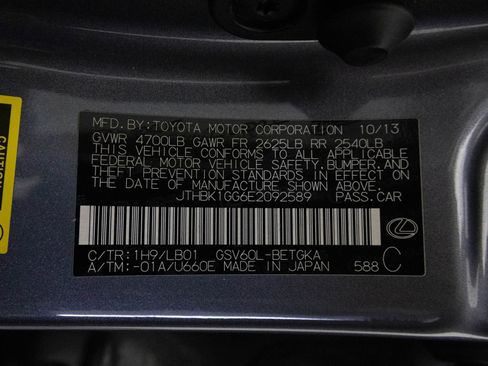 MFD. BY:TOYOTA MOTOR CORPORATION 10/13
GVWR 4700LB GAWR FR 2625LB RR 2540LB
THIS VEHICLE CONFORMS TO ALL APPLICABLE
FEDERAL MOTOR VEHICLE SAFETY,BUMPER, AND
THEFT PREVENTION STANDARDS IN EFFECT ON
THE DATE OF MANUFACTURE SHOWN ABOVE.
JTHBK1GG6E2092589 PASS.CAR
C/TR:1H9/LB01 GSV60L-BETGKA
A/TM:-01A/U660E MADE IN JAPAN 588 C
CAUTION